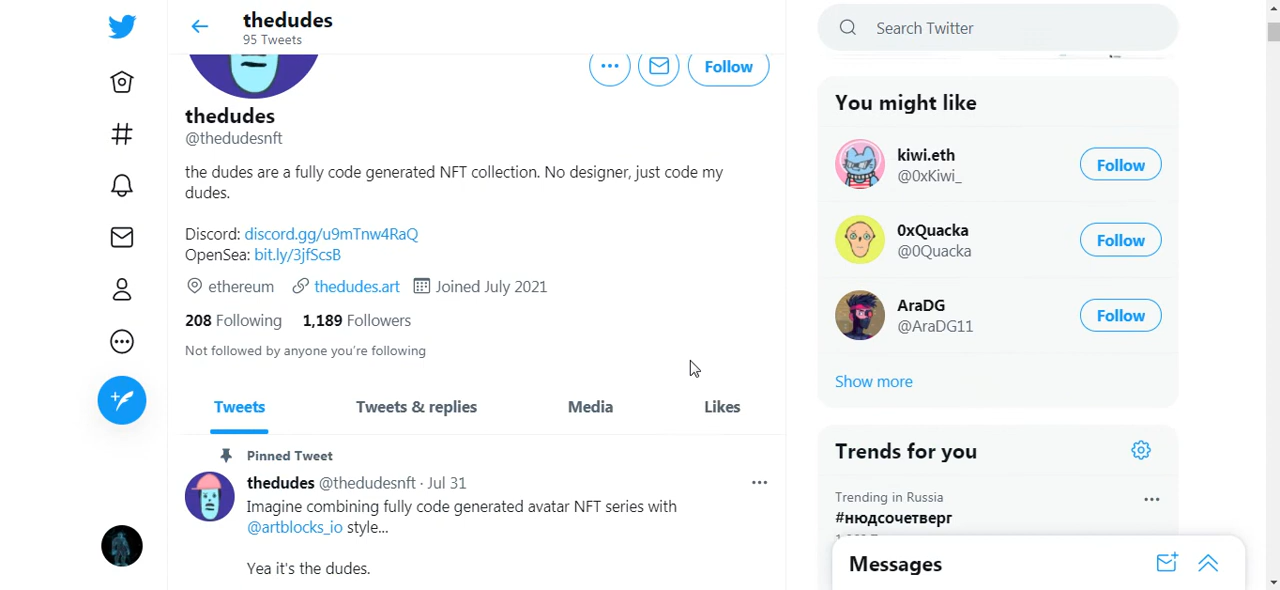 thedudes
95 Tweets
Follow
thedudes
@thedudesnft
the dudes are a fully code generated NFT collection. No designer, just code my
dudes.
Discord: discord.gg/u9mTnw4RaQ
OpenSea: bit.ly/3jfScsB
ethereum thedudes.art Joined July 2021
208 Following 1,189 Followers
Not followed by anyone you're following
Tweets Tweets & replies Media Likes
Pinned Tweet
thedudes @thedudesnft · Jul 31
Imagine combining fully code generated avatar NFT series with
@artblocks_io style...
Yea it's the dudes.
Search Twitter
You might like
kiwi.eth
@0xKiwi_
Follow
0xQuacka
@0Quacka
Follow
AraDG
@AraDG11
Follow
Show more
Trends for you
Trending in Russia
#нюдсочетверг
Messages